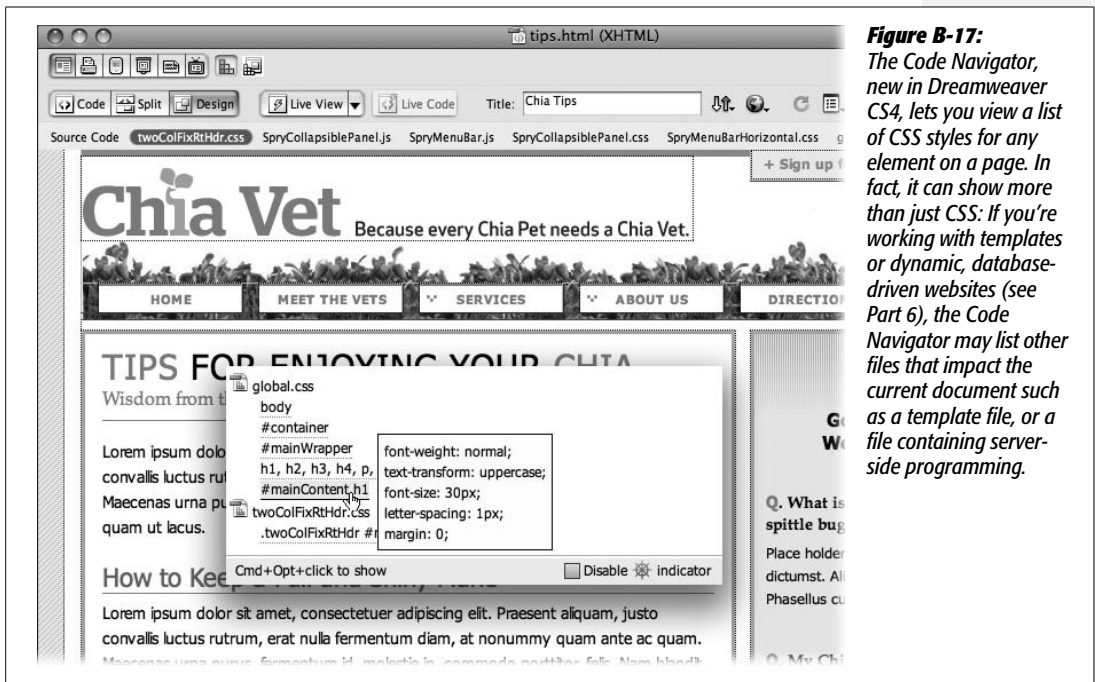 tips.html (XHTML)
Code Split Design Live View Live Code Title: Chia Tips
Source Code twoColFixRtHdr.css SpryCollapsiblePanel.js SpryMenuBar.js SpryCollapsiblePanel.css SpryMenuBarHorizontal.css
+ Sign up
Chia Vet Because every Chia Pet needs a Chia Vet.
HOME MEET THE VETS SERVICES ABOUT US
TIPS FOR ENJOYING YOUR CHIA
Wisdom from
Lorem ipsum
convallis luctus
Maecenas urna
quam ut lacus.
global.css
body
#container
#mainWrapper
h1, h2, h3, h4, p,
#mainContent h1
twoColFixRtHdr.css
.twoColFixRtHdr
font-weight: normal;
text-transform: uppercase;
font-size: 30px;
letter-spacing: 1px;
margin: 0;
Cmd+Opt+click to show Disable indicator
How to Keep
Lorem ipsum dolor sit amet, consectetuer adipiscing elit. Praesent aliquam, justo
convallis luctus rutrum, erat nulla fermentum diam, at nonummy quam ante ac quam.
Q. What is
spittle bug
Place holder
dictumst.
Phasellus
Q. My
Figure B-17:
The Code Navigator,
new in Dreamweaver
CS4, lets you view a list
of CSS styles for any
element on a page. In
fact, it can show more
than just CSS: If you're
working with templates
or dynamic, database-
driven websites (see
Part 6), the Code
Navigator may list other
files that impact the
current document such
as a template file, or a
file containing server-
side programming.